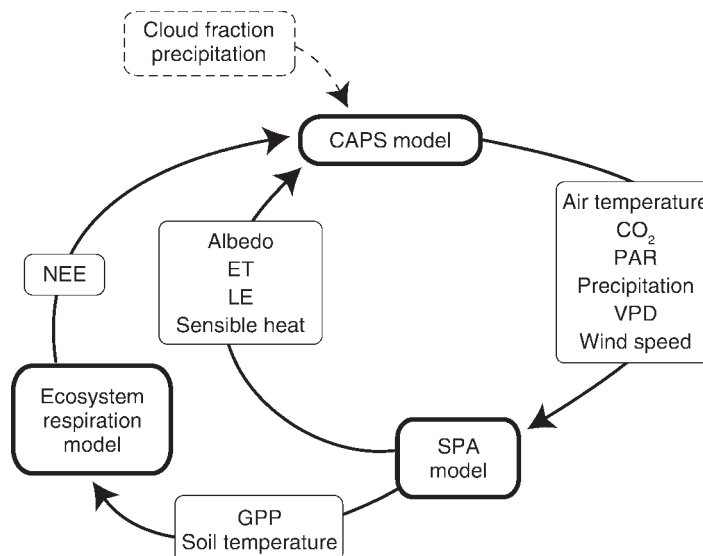 Cloud fraction
precipitation
CAPS model
Air temperature
CO₂
PAR
Precipitation
VPD
Wind speed
Albedo
ET
LE
Sensible heat
NEE
Ecosystem
respiration
model
SPA
model
GPP
Soil temperature